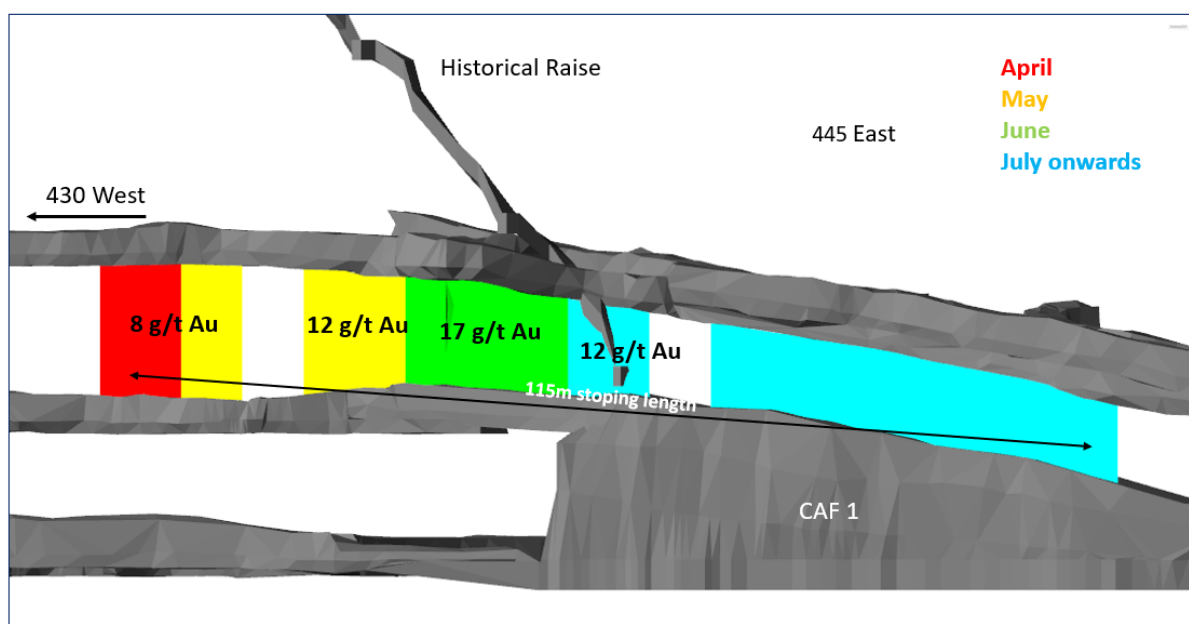 Historical Raise
April
May
June
July onwards
445 East
430 West
8 g/t Au
12 g/t Au
17 g/t Au
12 g/t Au
115m stoping length
CAF 1